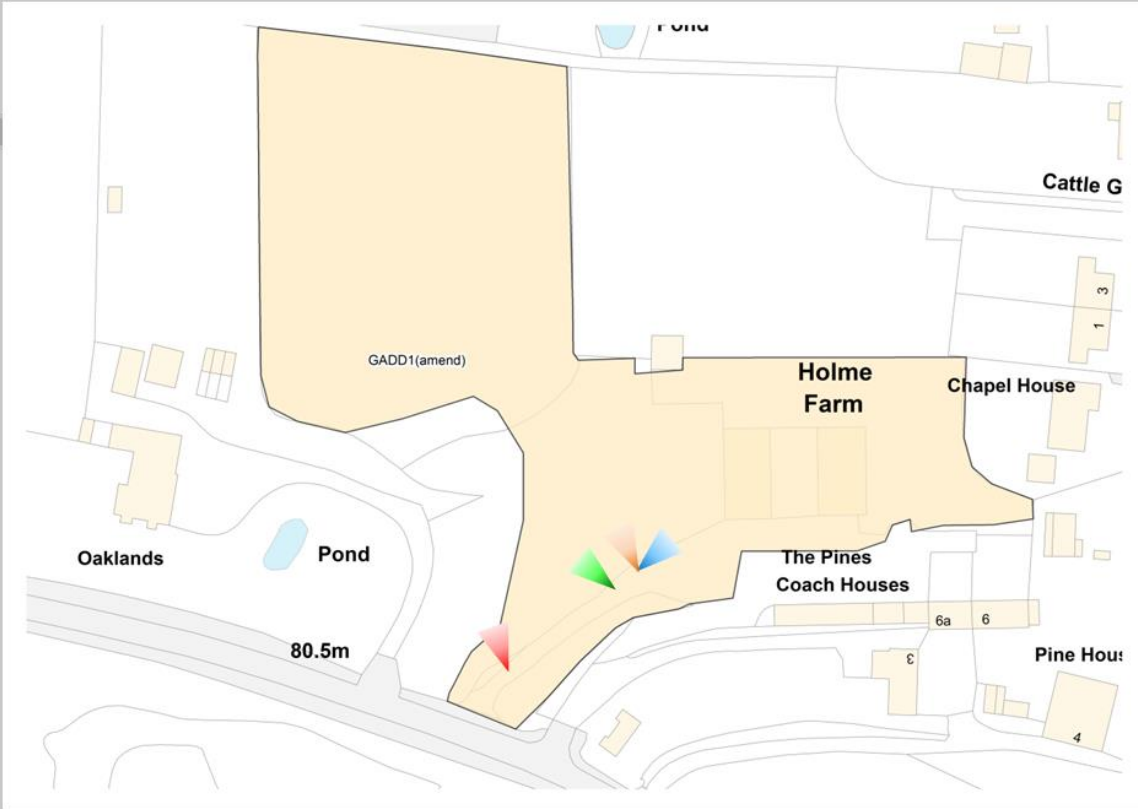 Pond
Cattle G
3
1
GADD1(amend)
Holme
Farm
Chapel House
Oaklands
Pond
The Pines
Coach Houses
6a
6
80.5m
3
Pine Hous
4